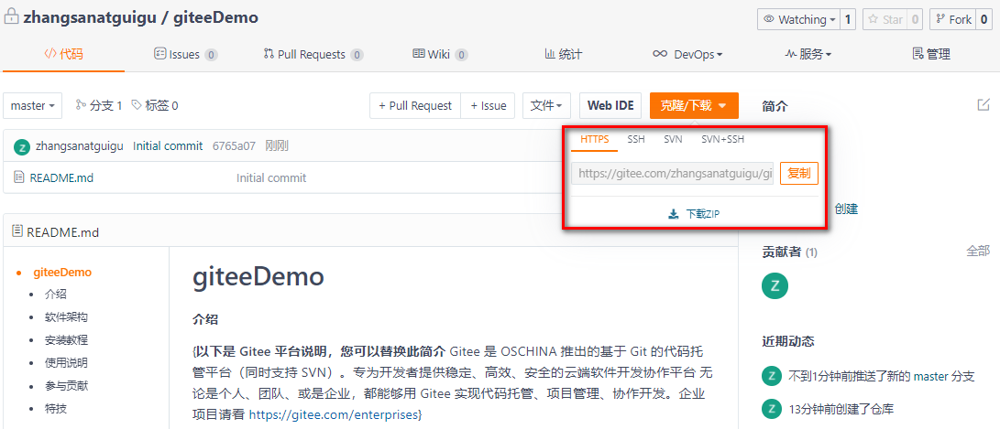 zhangsanatguigu / giteeDemo
Watching 1 Star 0 Fork 0
</> 代码 Issues 0 Pull Requests 0 Wiki 0 统计 DevOps 服务 管理
master 分支 1 标签 0 + Pull Request + Issue 文件 Web IDE 克隆/下载 简介
HTTPS SSH SVN SVN+SSH
Z zhangsanatguigu Initial commit 6765a07 刚刚
https://gitee.com/zhangsanatguigu/gi 复制
README.md Initial commit
下载ZIP 创建
README.md
贡献者 (1) 全部
giteeDemo
giteeDemo
Z
介绍
软件架构
介绍
安装教程
近期动态
{以下是 Gitee 平台说明，您可以替换此简介 Gitee 是 OSCHINA 推出的基于 Git 的代码托
使用说明
管平台（同时支持 SVN）。专为开发者提供稳定、高效、安全的云端软件开发协作平台 无
Z 不到1分钟前推送了新的 master 分支
参与贡献
论是个人、团队、或是企业，都能够用 Gitee 实现代码托管、项目管理、协作开发。企业
特技
Z 13分钟前创建了仓库
项目请看 https://gitee.com/enterprises}